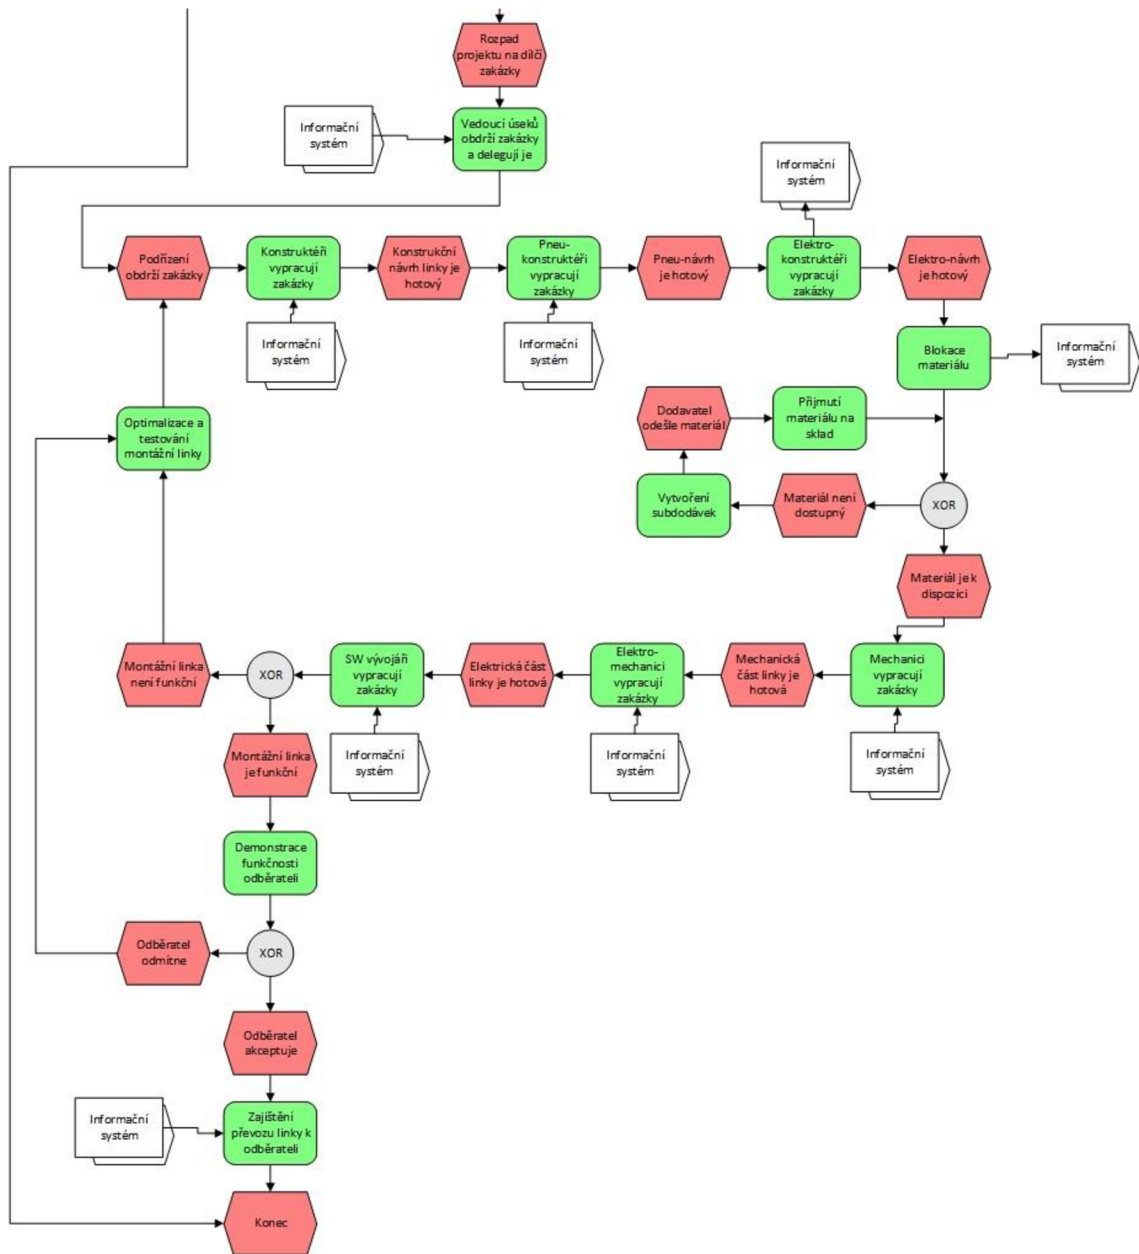 Rozpad
projektu na dílčí
zakázky
Informační
systém
Vedoucí úseků
obdrží zakázky
a delegují je
Informační
systém
Podřízení
obdrží zakázky
Konstruktéři
vypracují
zakázky
Konstrukční
návrh linky je
hotový
Pneu-
konstruktéři
vypracují
zakázky
Pneu-návrh
je hotový
Elektro-
konstruktéři
vypracují
zakázky
Elektro-návrh
je hotový
Informační
systém
Informační
systém
Blokace
materiálu
Informační
systém
Optimalizace a
testování
montážní linky
Dodavatel
odešle materiál
Přijmutí
materiálu na
sklad
Vytvoření
subdodávek
Materiál není
dostupný
XOR
Materiál je k
dispozici
Montážní linka
není funkční
XOR
SW vývojáři
vypracují
zakázky
Elektrická část
linky je hotová
Elektro-
mechanici
vypracují
zakázky
Mechanická
část linky je
hotová
Mechanici
vypracují
zakázky
Montážní linka
je funkční
Informační
systém
Informační
systém
Informační
systém
Demonstrace
funkčnosti
odběrateli
Odběratel
odmítne
XOR
Odběratel
akceptuje
Informační
systém
Zajištění
převozu linky k
odběrateli
Konec